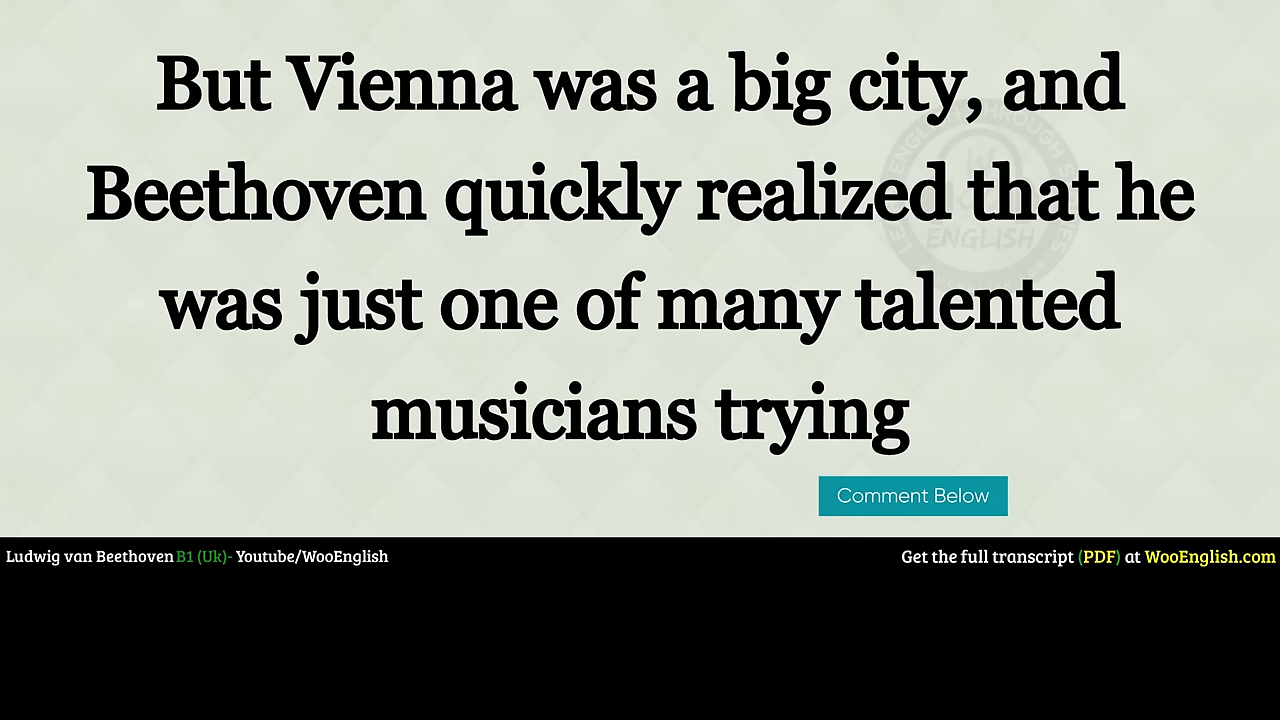 But Vienna was a big city, and
Beethoven quickly realized that he
was just one of many talented
musicians trying
ENGLISH
Comment Below
Ludwig van Beethoven B1 (Uk)- Youtube/WooEnglish
Get the full transcript (PDF) at WooEnglish.com